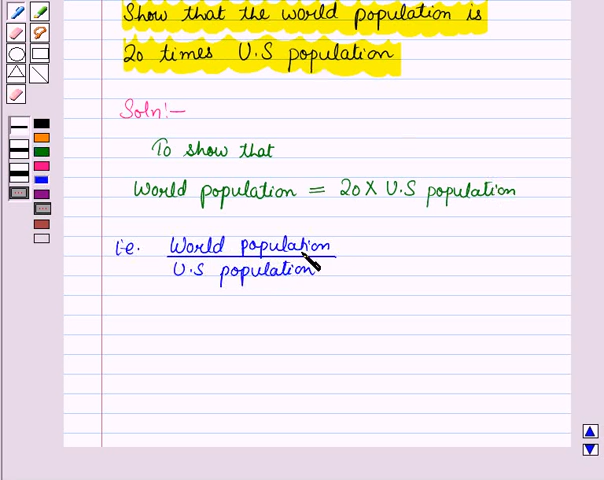 Show that the world population is
20 times U.S population
Soln:-
To show that
World population = 20 X U.S population
i.e. World population
U.S population